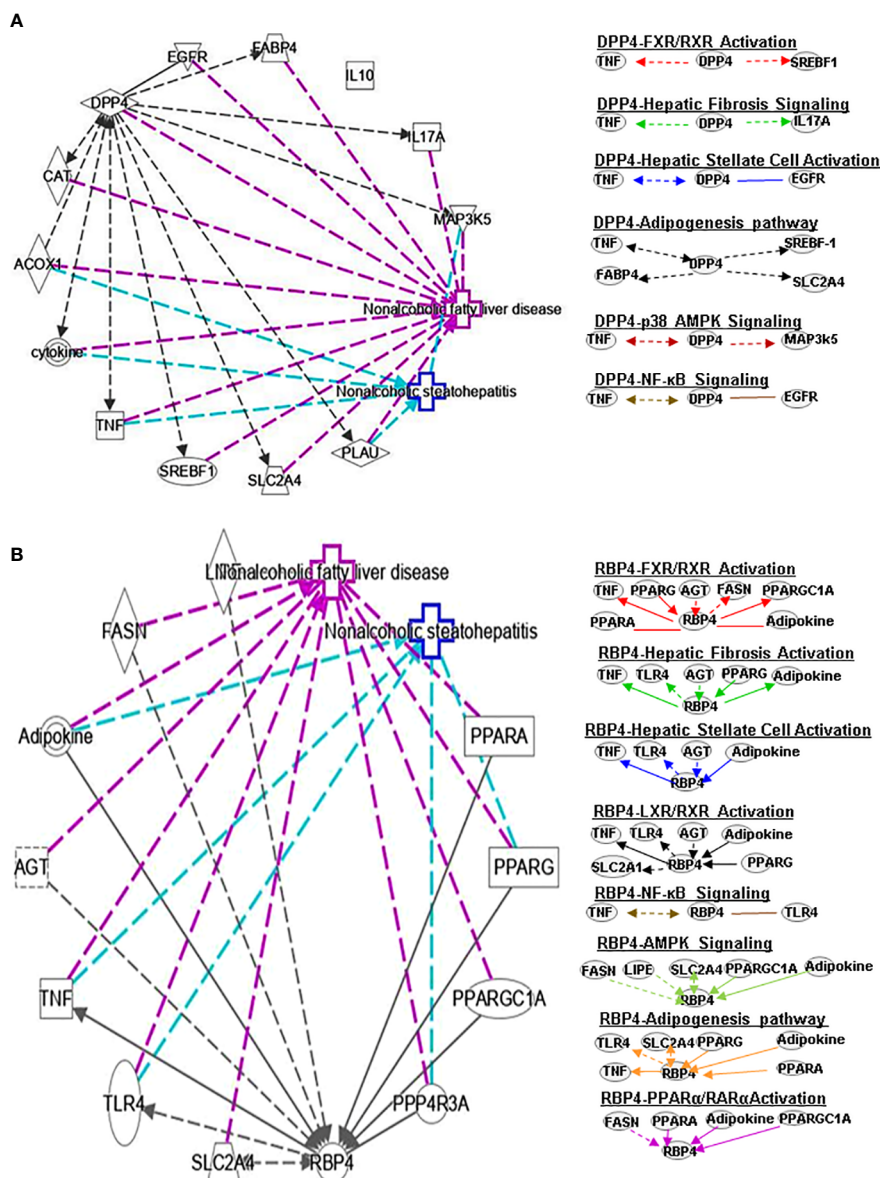 A
EGFR
FABP4
IL10
DPP4
IL17A
CAT
MAP3K5
ACOX1
Nonalcoholic fatty liver disease
cytokine
Nonalcoholic steatohepatitis
TNF
PLAU
SREBF1
SLC2A4
DPP4-FXR/RXR Activation
TNF DPP4 SREBF1
DPP4-Hepatic Fibrosis Signaling
TNF DPP4 IL17A
DPP4-Hepatic Stellate Cell Activation
TNF DPP4 EGFR
DPP4-Adipogenesis pathway
TNF SREBF-1
DPP4
FABP4 SLC2A4
DPP4-p38 AMPK Signaling
TNF DPP4 MAP3k5
DPP4-NF-κB Signaling
TNF DPP4 EGFR
B
Nonalcoholic fatty liver disease
FASN
Nonalcoholic steatohepatitis
Adipokine
PPARA
AGT
PPARG
TNF
PPARGC1A
TLR4
PPP4R3A
SLC2A4
RBP4
RBP4-FXR/RXR Activation
TNF PPARG AGT FASN PPARGC1A
PPARA RBP4 Adipokine
RBP4-Hepatic Fibrosis Activation
TNF TLR4 AGT PPARG Adipokine
RBP4
RBP4-Hepatic Stellate Cell Activation
TNF TLR4 AGT Adipokine
RBP4
RBP4-LXR/RXR Activation
TNF TLR4 AGT Adipokine
SLC2A1 RBP4 PPARG
RBP4-NF-κB Signaling
TNF RBP4 TLR4
RBP4-AMPK Signaling
FASN LIPE SLC2A4 PPARGC1A Adipokine
RBP4
RBP4-Adipogenesis pathway
TLR4 SLC2A4 PPARG Adipokine
TNF RBP4 PPARA
RBP4-PPARα/RARαActivation
FASN PPARA Adipokine PPARGC1A
RBP4